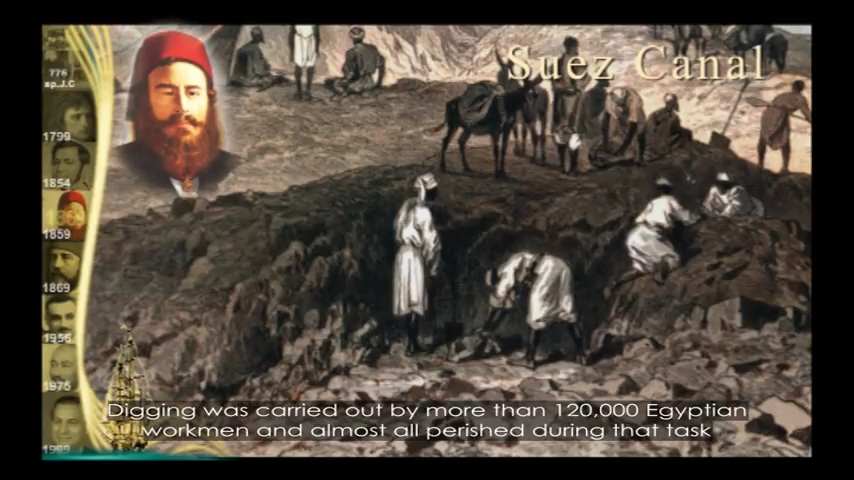 Suez Canal
776
ap.J.C
1799
1854
1859
1869
1956
1975
1999
Digging was carried out by more than 120,000 Egyptian
workmen and almost all perished during that task